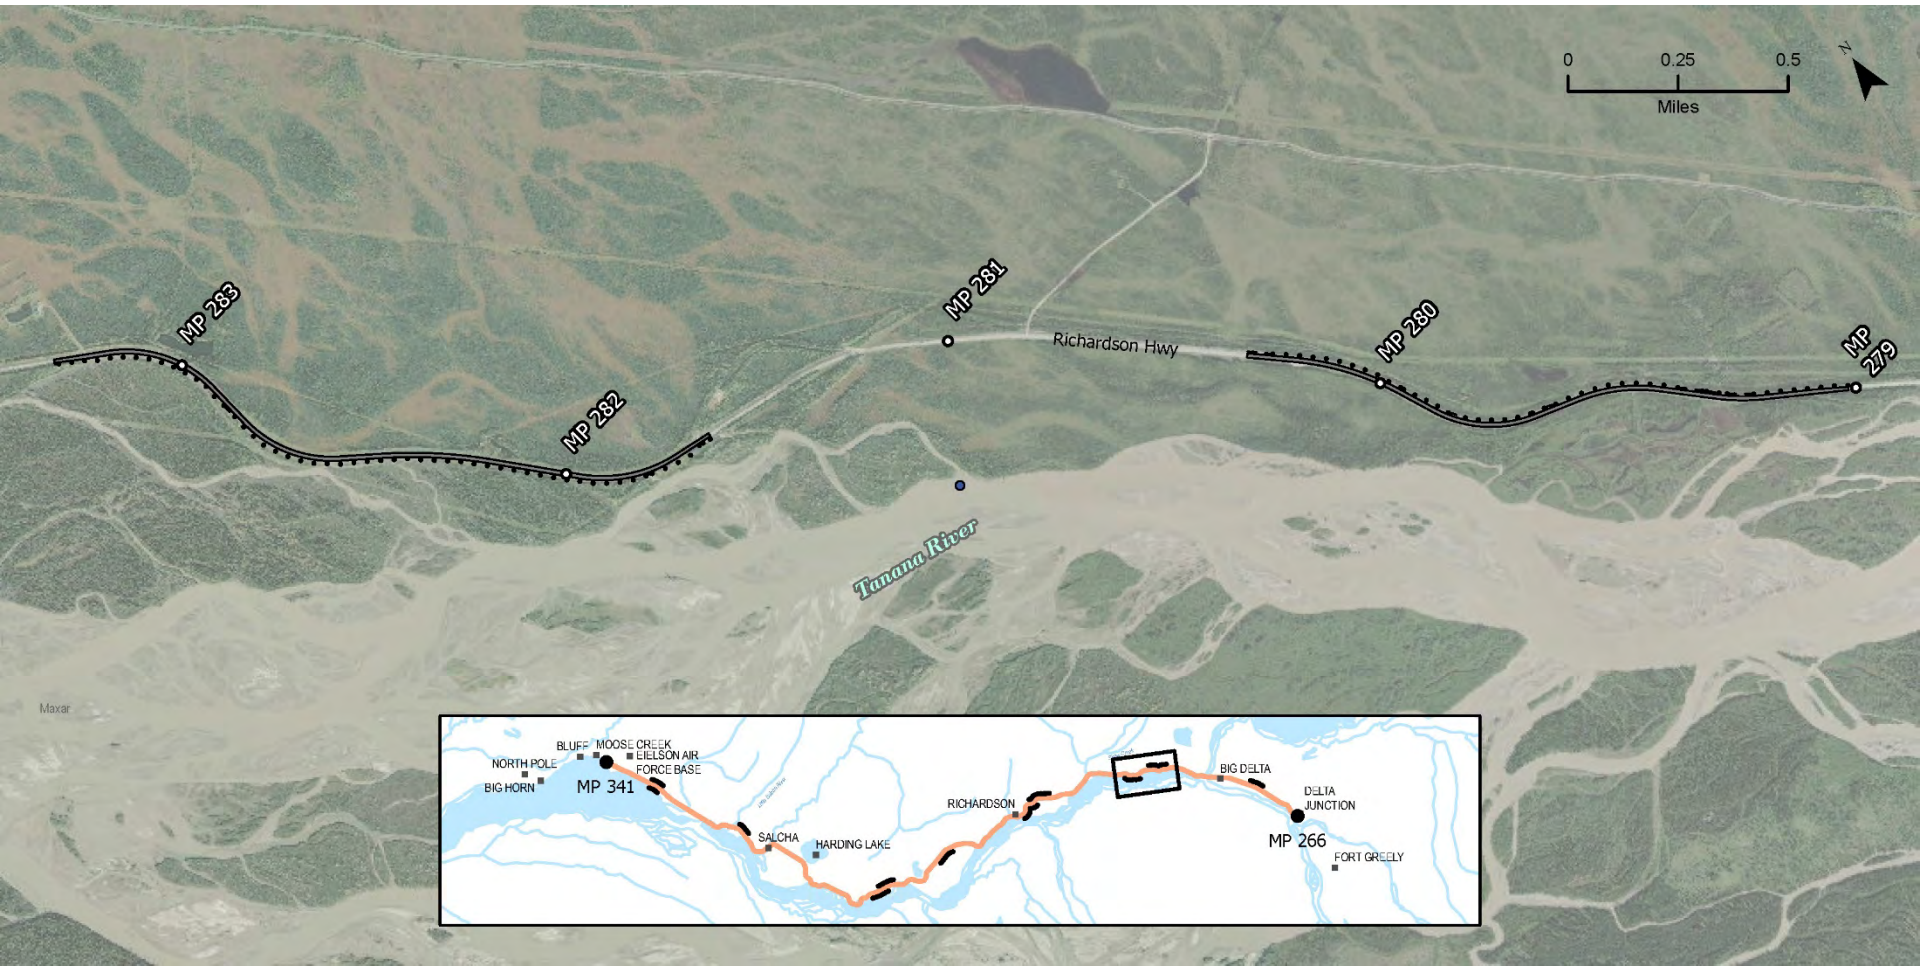 0 0.25 0.5
Miles
N
MP 283
MP 282
MP 281
Richardson Hwy
MP 280
MP
279
Tanana River
Maxar
BLUFF
MOOSE CREEK
EIELSON AIR
FORCE BASE
NORTH POLE
BIG HORN
MP 341
SALCHA
HARDING LAKE
RICHARDSON
BIG DELTA
DELTA
JUNCTION
MP 266
FORT GREELY